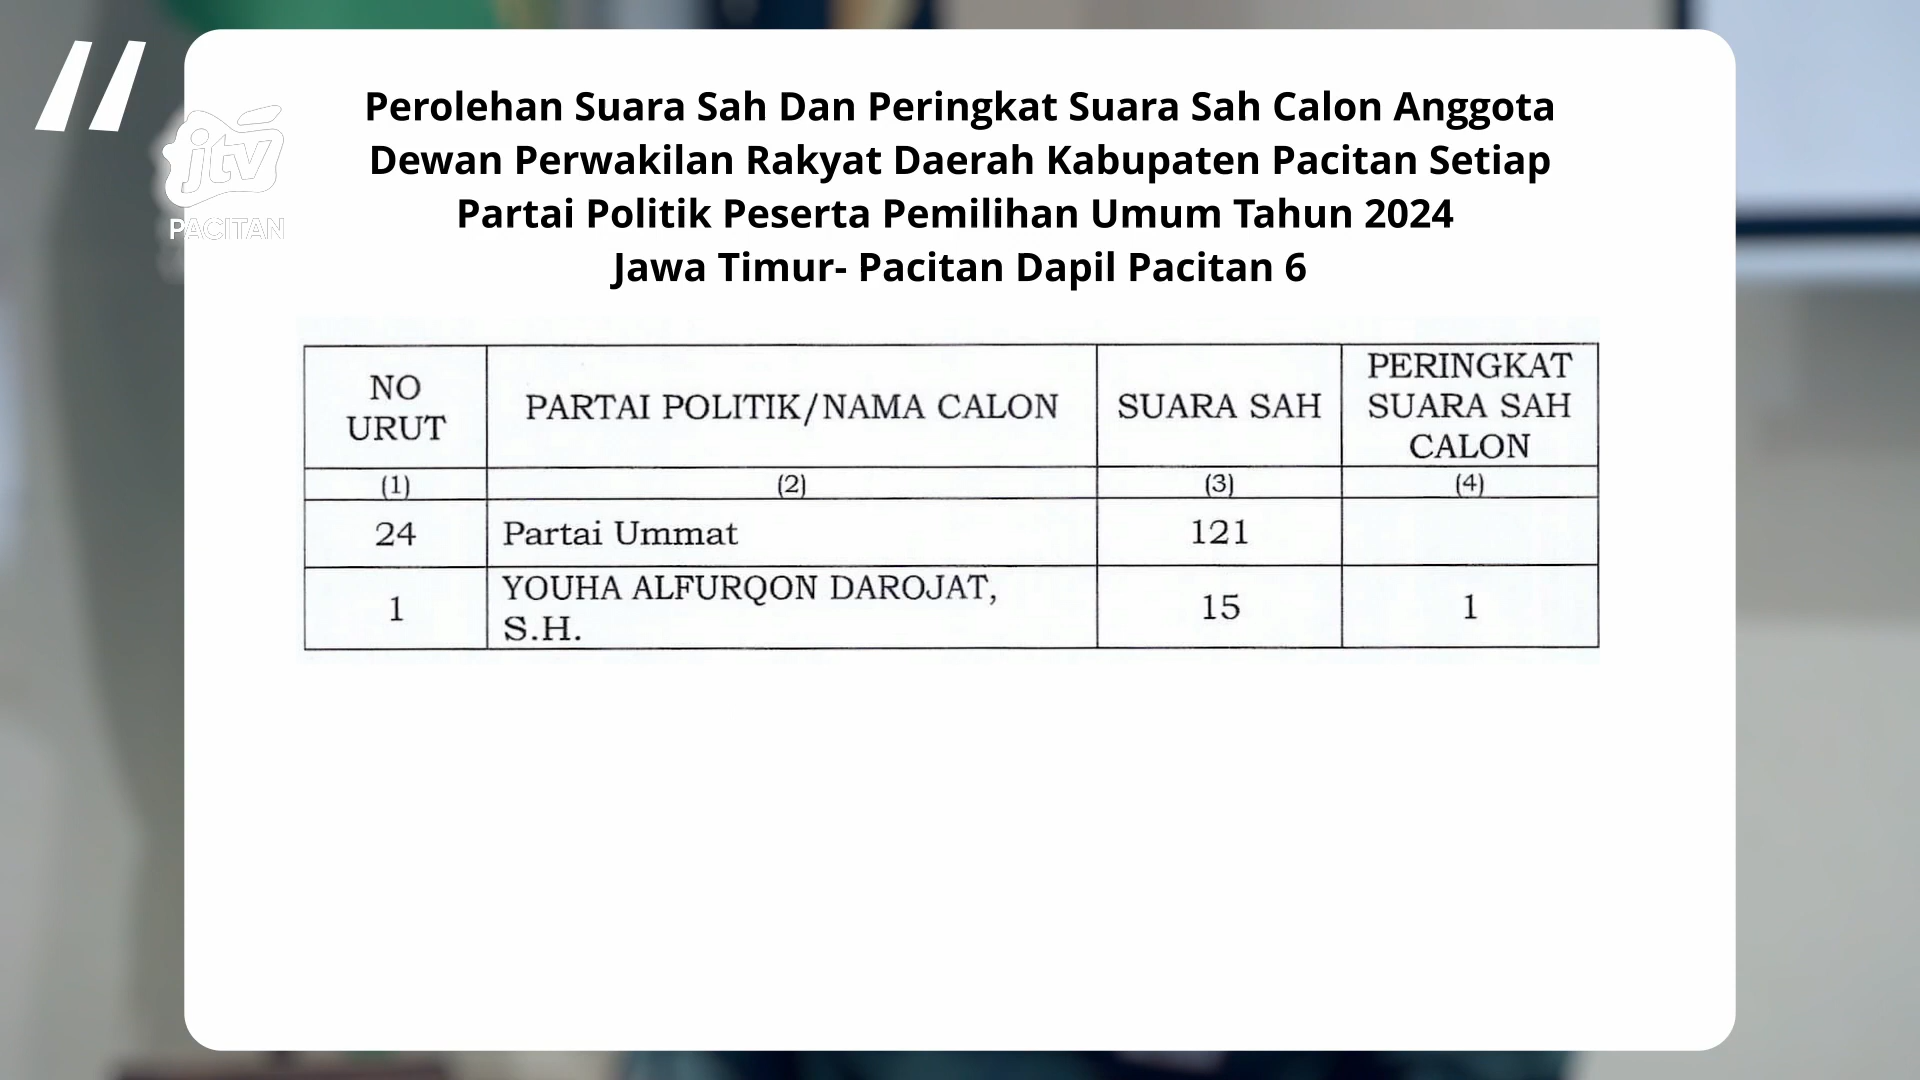 jtv
PACITAN
Perolehan Suara Sah Dan Peringkat Suara Sah Calon Anggota
Dewan Perwakilan Rakyat Daerah Kabupaten Pacitan Setiap
Partai Politik Peserta Pemilihan Umum Tahun 2024
Jawa Timur- Pacitan Dapil Pacitan 6
NO
URUT
PARTAI POLITIK/NAMA CALON
SUARA SAH
PERINGKAT
SUARA SAH
CALON
(1) (2) (3) (4)
24 Partai Ummat 121
1 YOUHA ALFURQON DAROJAT,
S.H.
15 1